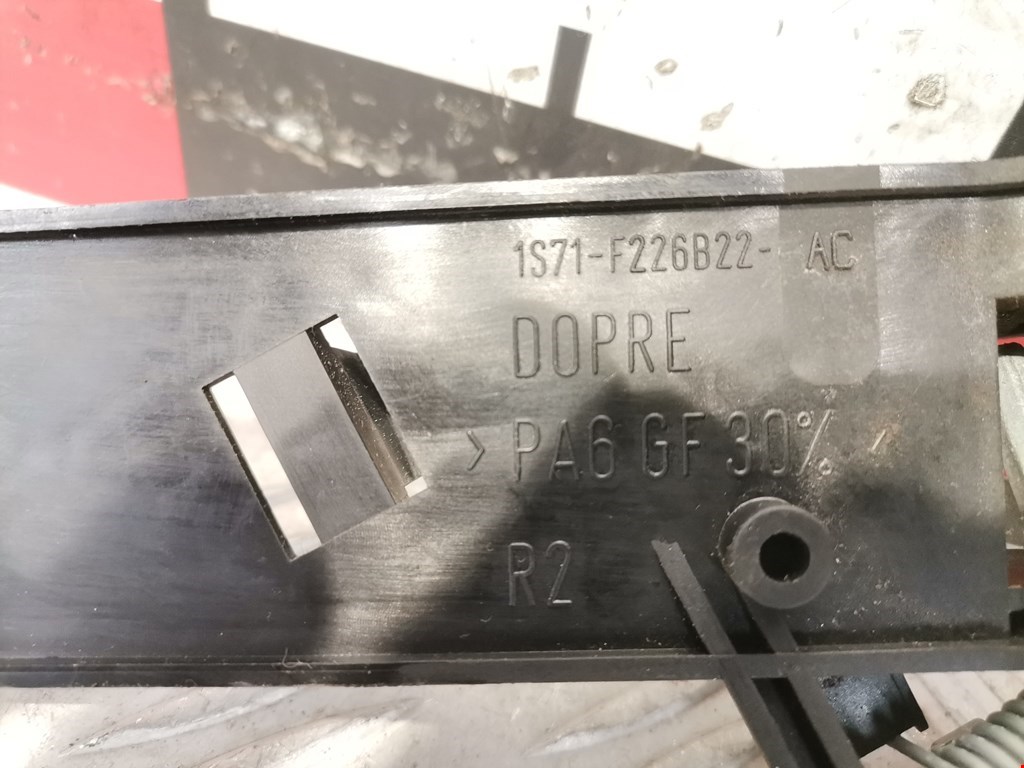 1S71-F226B22- AC
DOPRE
> PA6 GF 30% <
R2